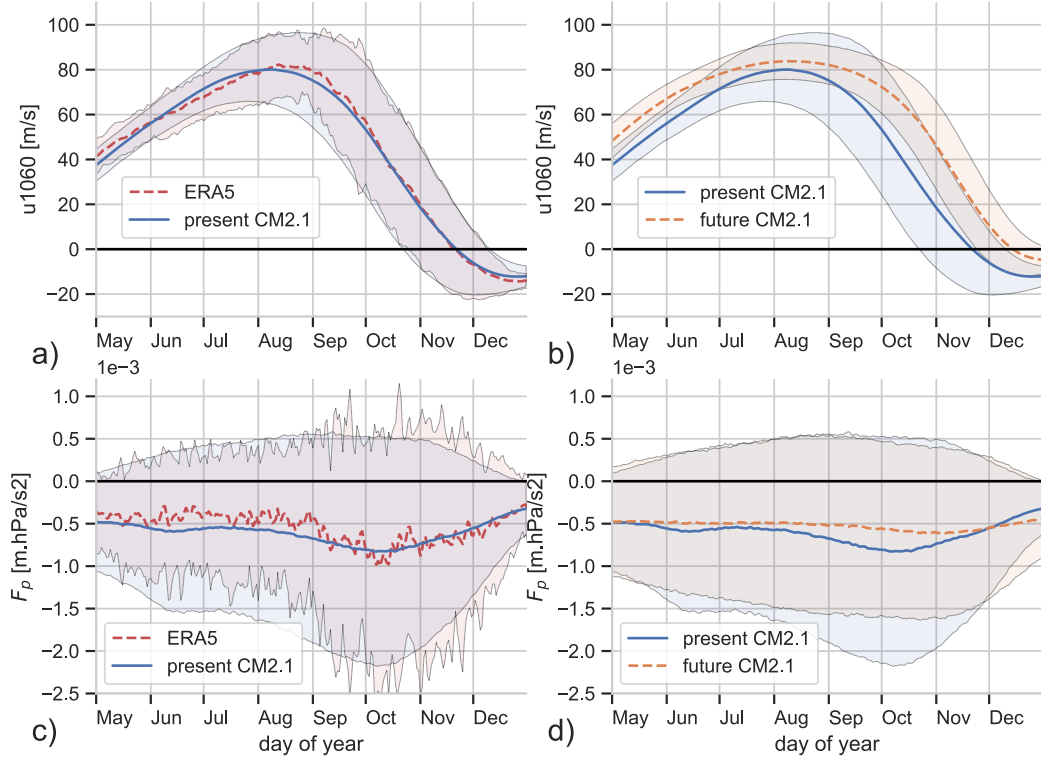 100
80
60
40
20
0
−20
u1060 [m/s]
ERA5
present CM2.1
May Jun Jul Aug Sep Oct Nov Dec
a)
100
80
60
40
20
0
−20
u1060 [m/s]
present CM2.1
future CM2.1
May Jun Jul Aug Sep Oct Nov Dec
b)
1e−3
1.0
0.5
0.0
−0.5
−1.0
−1.5
−2.0
−2.5
F_p [m.hPa/s2]
ERA5
present CM2.1
May Jun Jul Aug Sep Oct Nov Dec
c)
day of year
1e−3
1.0
0.5
0.0
−0.5
−1.0
−1.5
−2.0
−2.5
F_p [m.hPa/s2]
present CM2.1
future CM2.1
May Jun Jul Aug Sep Oct Nov Dec
d)
day of year